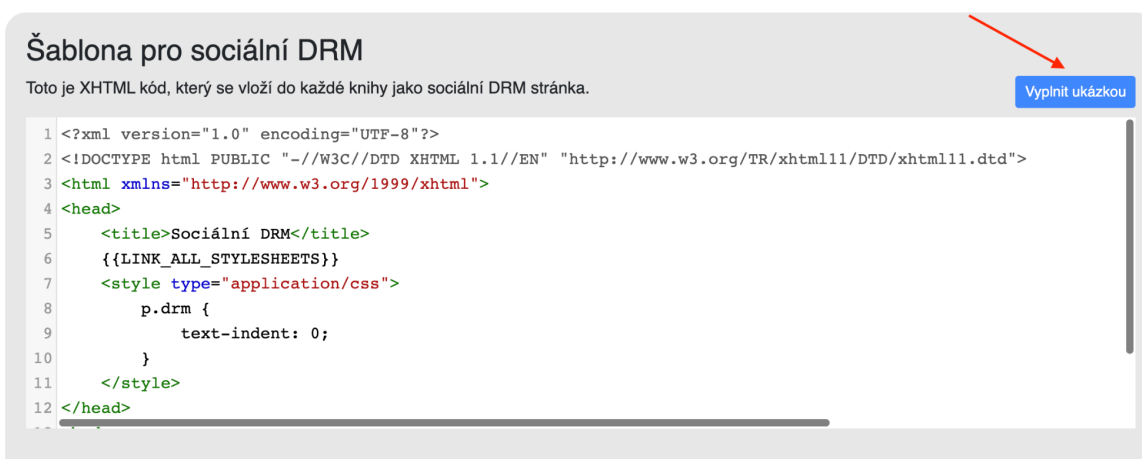 Šablona pro sociální DRM
Toto je XHTML kód, který se vloží do každé knihy jako sociální DRM stránka.
Vyplnit ukázkou
1 <?xml version="1.0" encoding="UTF-8"?>
2 <!DOCTYPE html PUBLIC "-//W3C//DTD XHTML 1.1//EN" "http://www.w3.org/TR/xhtml11/DTD/xhtml11.dtd">
3 <html xmlns="http://www.w3.org/1999/xhtml">
4 <head>
5     <title>Sociální DRM</title>
6     {{LINK_ALL_STYLESHEETS}}
7     <style type="application/css">
8         p.drm {
9             text-indent: 0;
10         }
11     </style>
12 </head>